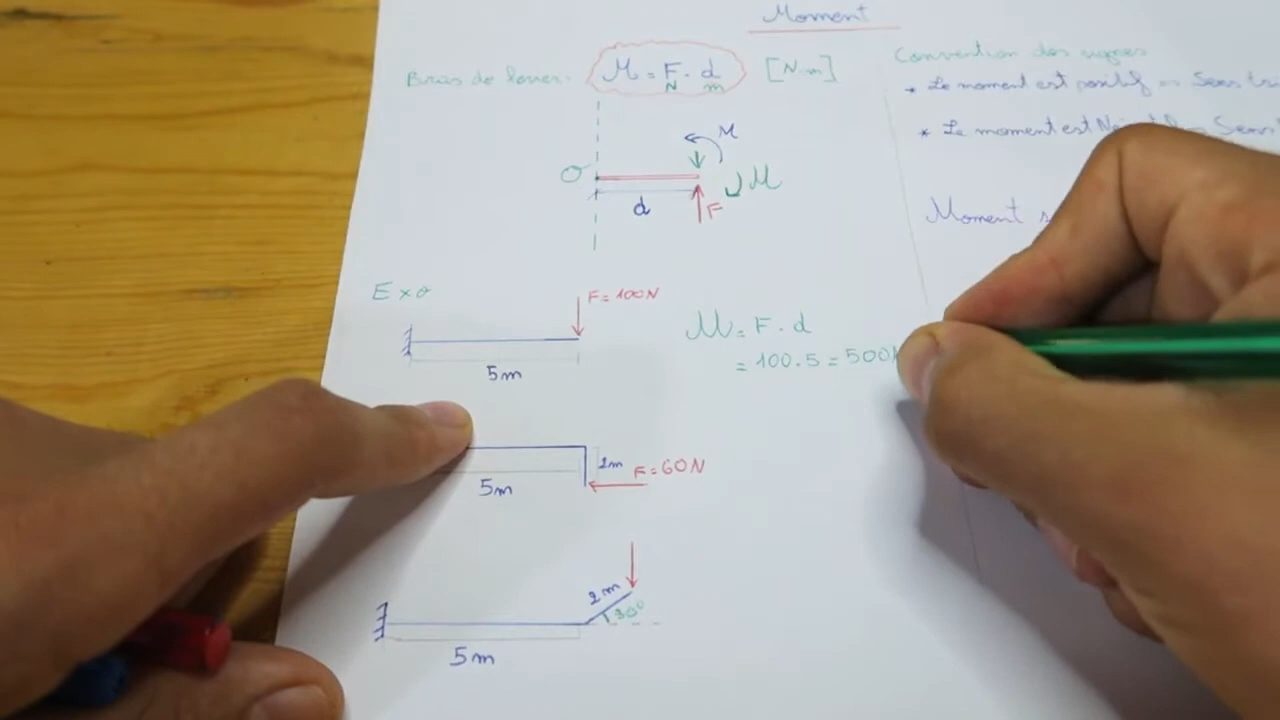 Moment
Bras de levier: M = F . d [N.m]
N m
Convention des signes
* Le moment est positif => Sens
* Le moment est
M
O
M
d
F
Moment
Exo
F = 100N
5m
M = F . d
= 100.5 = 500
F = 60N
5m
2m
30°
5m